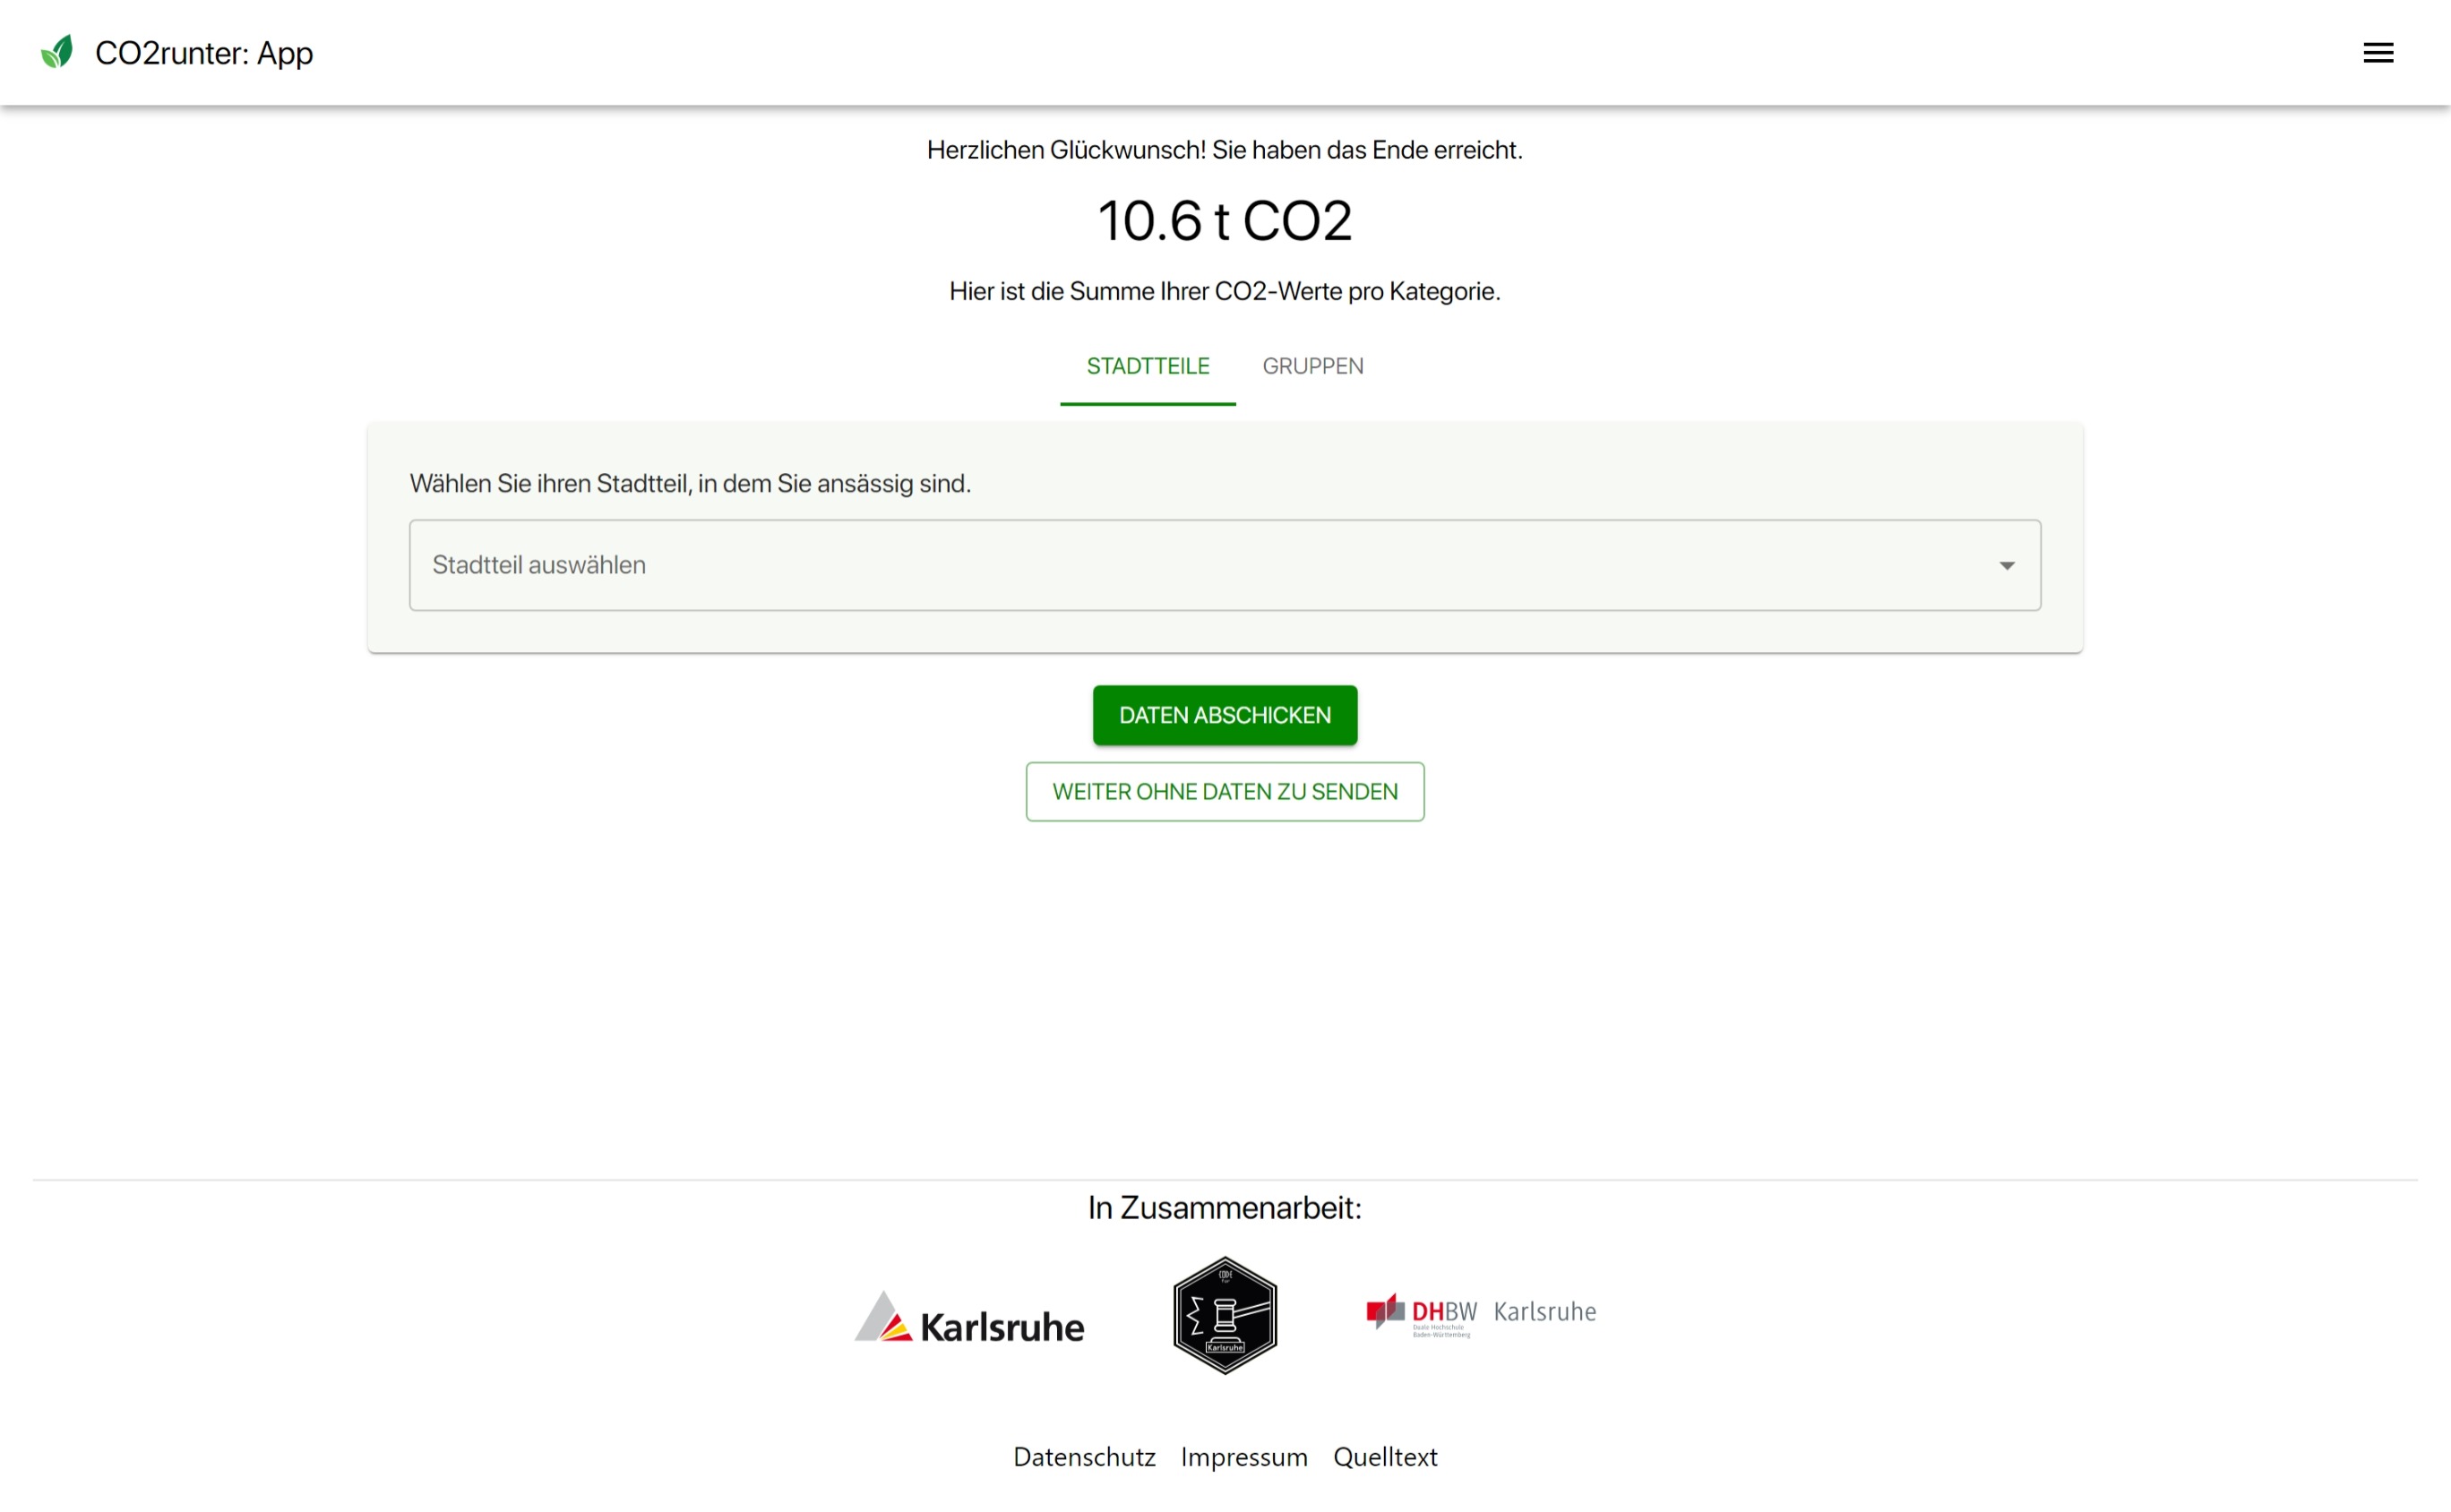 CO2runter: App
Herzlichen Glückwunsch! Sie haben das Ende erreicht.
10.6 t CO2
Hier ist die Summe Ihrer CO2-Werte pro Kategorie.
STADTTEILE GRUPPEN
Wählen Sie ihren Stadtteil, in dem Sie ansässig sind.
Stadtteil auswählen
DATEN ABSCHICKEN
WEITER OHNE DATEN ZU SENDEN
In Zusammenarbeit:
Karlsruhe
CODE
for
Karlsruhe
DHBW Karlsruhe
Duale Hochschule
Baden-Württemberg
Datenschutz Impressum Quelltext